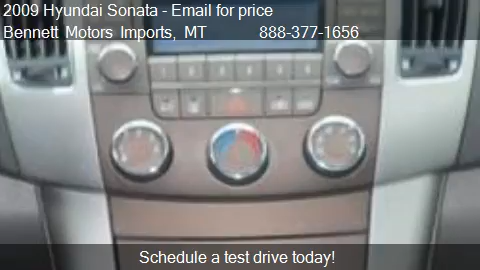 2009 Hyundai Sonata - Email for price
Bennett Motors Imports, MT 888-377-1656
Schedule a test drive today!